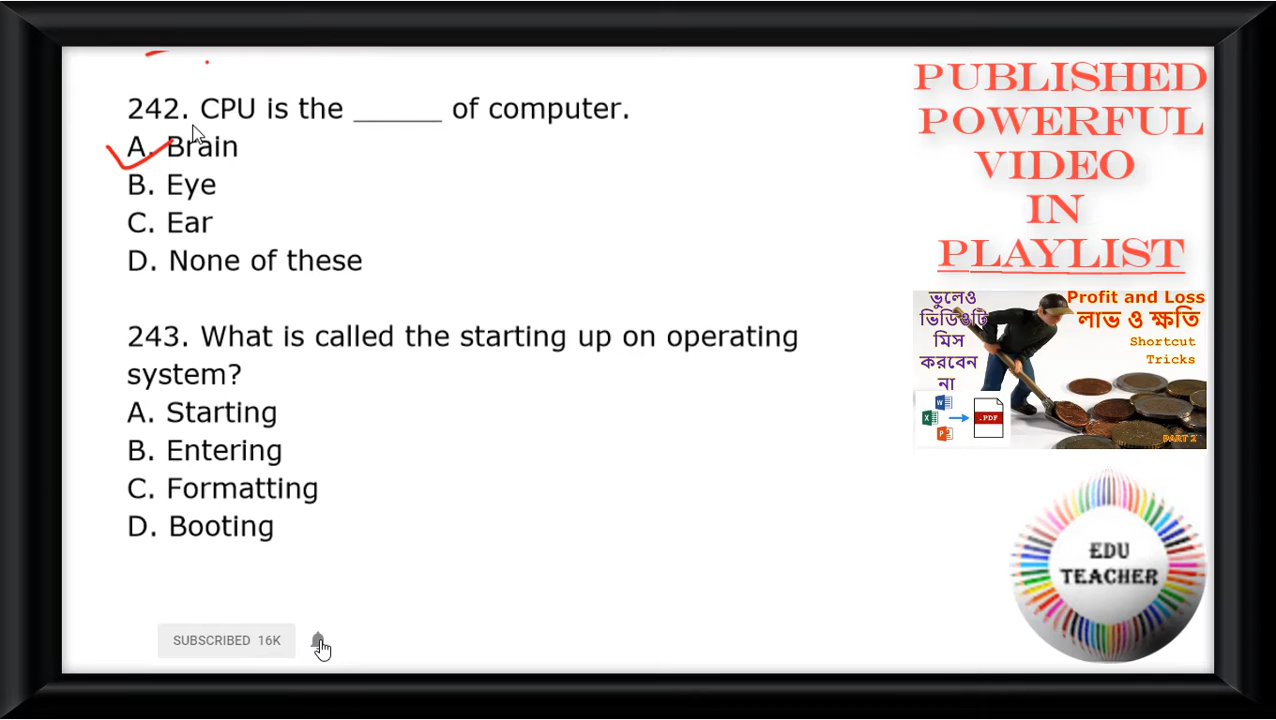 242. CPU is the ______ of computer.
A. Brain
B. Eye
C. Ear
D. None of these
243. What is called the starting up on operating
system?
A. Starting
B. Entering
C. Formatting
D. Booting
SUBSCRIBED 16K
PUBLISHED
POWERFUL
VIDEO
IN
PLAYLIST
ভুলেও
ভিডিওটি
মিস
করবেন
না
Profit and Loss
লাভ ও ক্ষতি
Shortcut
Tricks
W
X
P
.PDF
PART 2
EDU
TEACHER